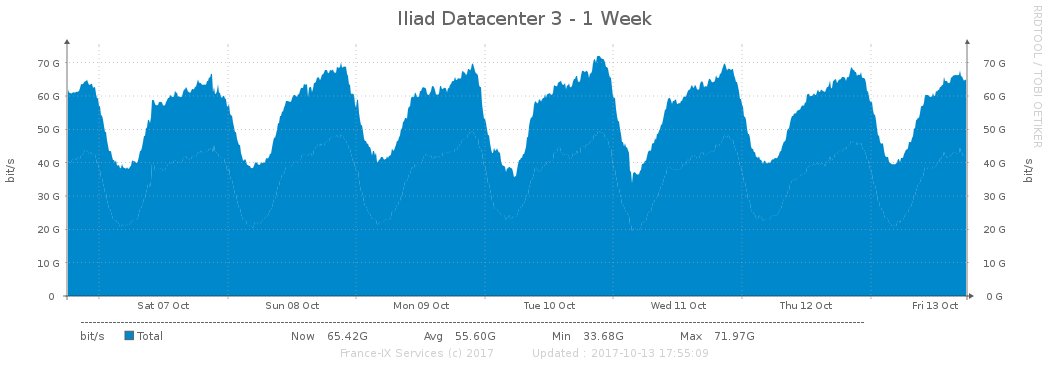 Iliad Datacenter 3 - 1 Week
RRDTOOL / TOBI OETIKER
bit/s
70 G 70 G
60 G 60 G
50 G 50 G
40 G 40 G
30 G 30 G
20 G 20 G
10 G 10 G
0 0 G
bit/s
Sat 07 Oct Sun 08 Oct Mon 09 Oct Tue 10 Oct Wed 11 Oct Thu 12 Oct Fri 13 Oct
bit/s Total Now 65.42G Avg 55.60G Min 33.68G Max 71.97G
France-IX Services (c) 2017 Updated : 2017-10-13 17:55:09